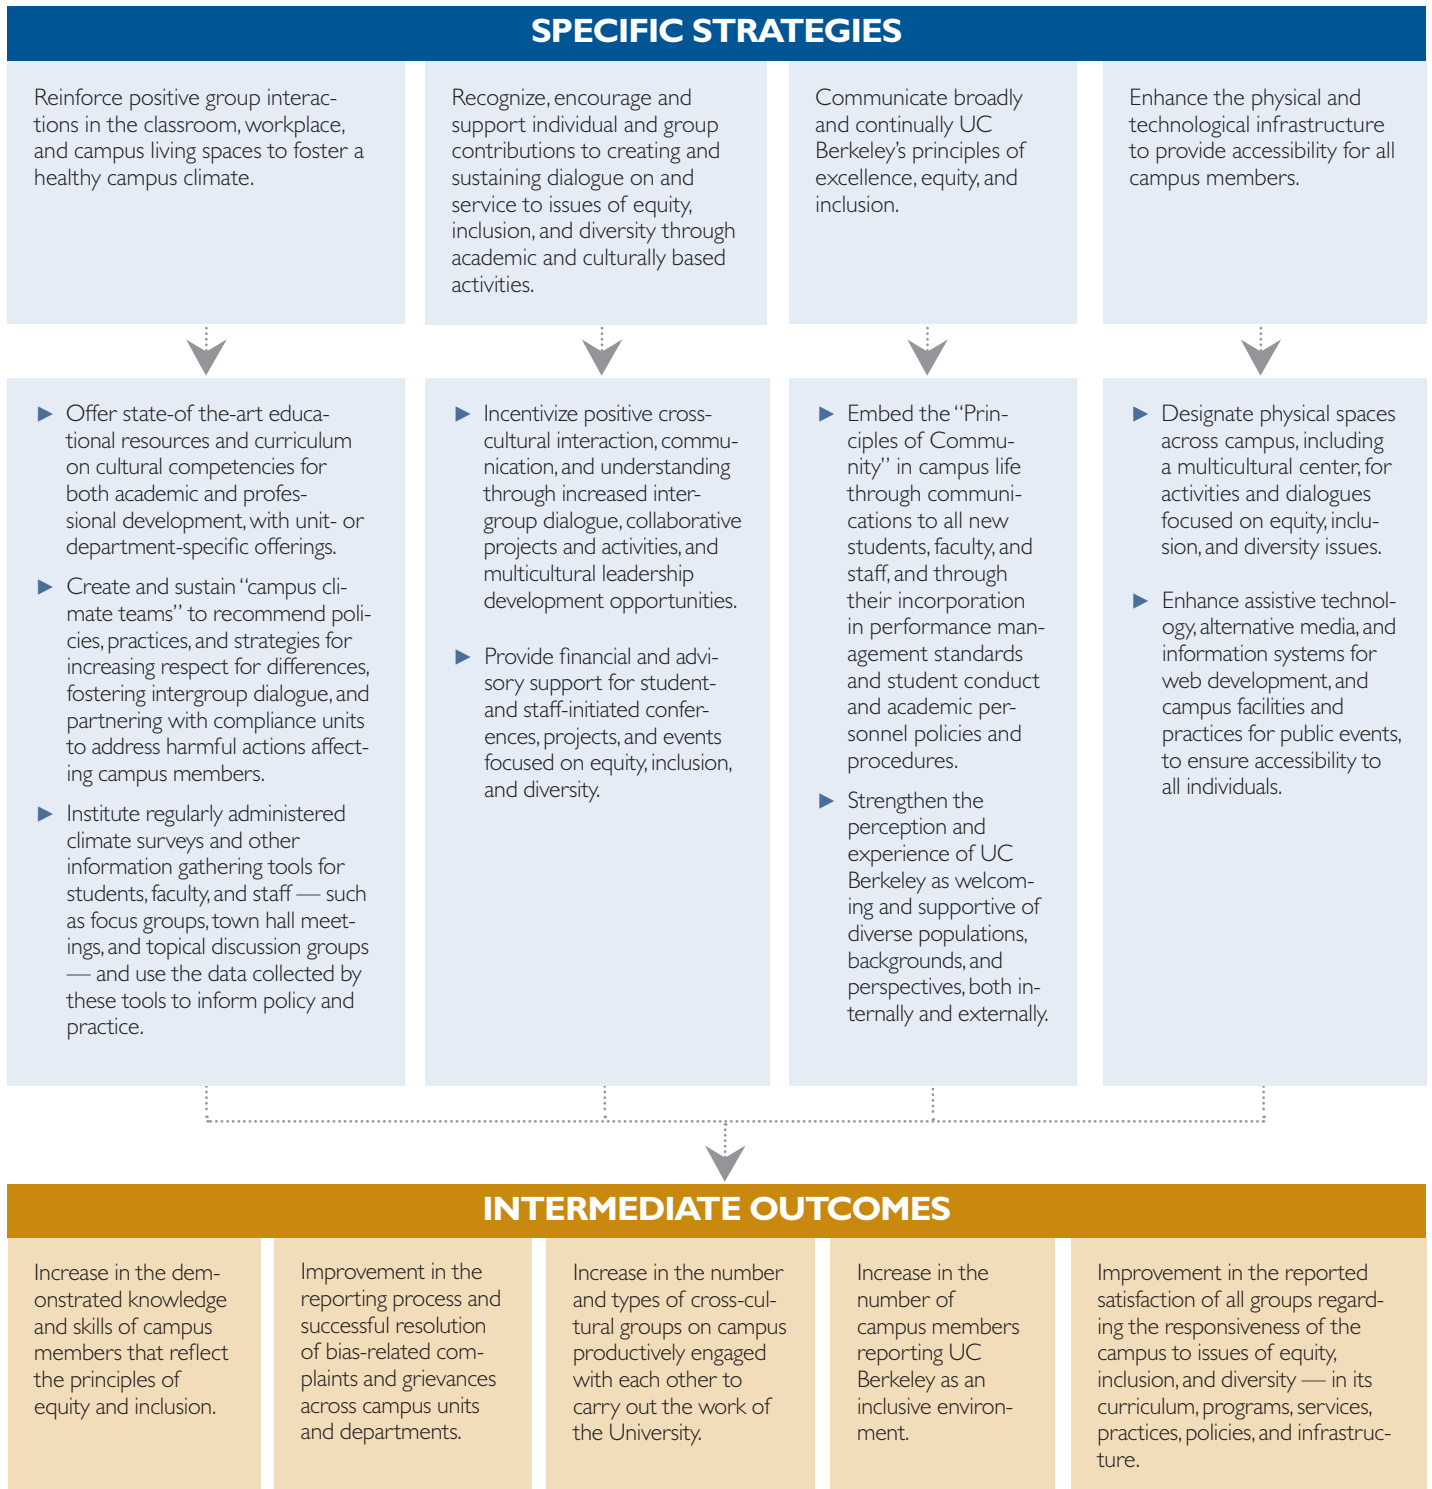 SPECIFIC STRATEGIES
Reinforce positive group interac-
tions in the classroom, workplace,
and campus living spaces to foster a
healthy campus climate.
Recognize, encourage and
support individual and group
contributions to creating and
sustaining dialogue on and
service to issues of equity,
inclusion, and diversity through
academic and culturally based
activities.
Communicate broadly
and continually UC
Berkeley's principles of
excellence, equity, and
inclusion.
Enhance the physical and
technological infrastructure
to provide accessibility for all
campus members.
► Offer state-of the-art educa-
tional resources and curriculum
on cultural competencies for
both academic and profes-
sional development, with unit- or
department-specific offerings.
► Create and sustain “campus cli-
mate teams” to recommend poli-
cies, practices, and strategies for
increasing respect for differences,
fostering intergroup dialogue, and
partnering with compliance units
to address harmful actions affect-
ing campus members.
► Institute regularly administered
climate surveys and other
information gathering tools for
students, faculty, and staff — such
as focus groups, town hall meet-
ings, and topical discussion groups
— and use the data collected by
these tools to inform policy and
practice.
► Incentivize positive cross-
cultural interaction, commu-
nication, and understanding
through increased inter-
group dialogue, collaborative
projects and activities, and
multicultural leadership
development opportunities.
► Provide financial and advi-
sory support for student-
and staff-initiated confer-
ences, projects, and events
focused on equity, inclusion,
and diversity.
► Embed the “Prin-
ciples of Commu-
nity” in campus life
through communi-
cations to all new
students, faculty, and
staff, and through
their incorporation
in performance man-
agement standards
and student conduct
and academic per-
sonnel policies and
procedures.
► Strengthen the
perception and
experience of UC
Berkeley as welcom-
ing and supportive of
diverse populations,
backgrounds, and
perspectives, both in-
ternally and externally.
► Designate physical spaces
across campus, including
a multicultural center, for
activities and dialogues
focused on equity, inclu-
sion, and diversity issues.
► Enhance assistive technol-
ogy, alternative media, and
information systems for
web development, and
campus facilities and
practices for public events,
to ensure accessibility to
all individuals.
INTERMEDIATE OUTCOMES
Increase in the dem-
onstrated knowledge
and skills of campus
members that reflect
the principles of
equity and inclusion.
Improvement in the
reporting process and
successful resolution
of bias-related com-
plaints and grievances
across campus units
and departments.
Increase in the number
and types of cross-cul-
tural groups on campus
productively engaged
with each other to
carry out the work of
the University.
Increase in the
number of
campus members
reporting UC
Berkeley as an
inclusive environ-
ment.
Improvement in the reported
satisfaction of all groups regard-
ing the responsiveness of the
campus to issues of equity,
inclusion, and diversity — in its
curriculum, programs, services,
practices, policies, and infrastruc-
ture.